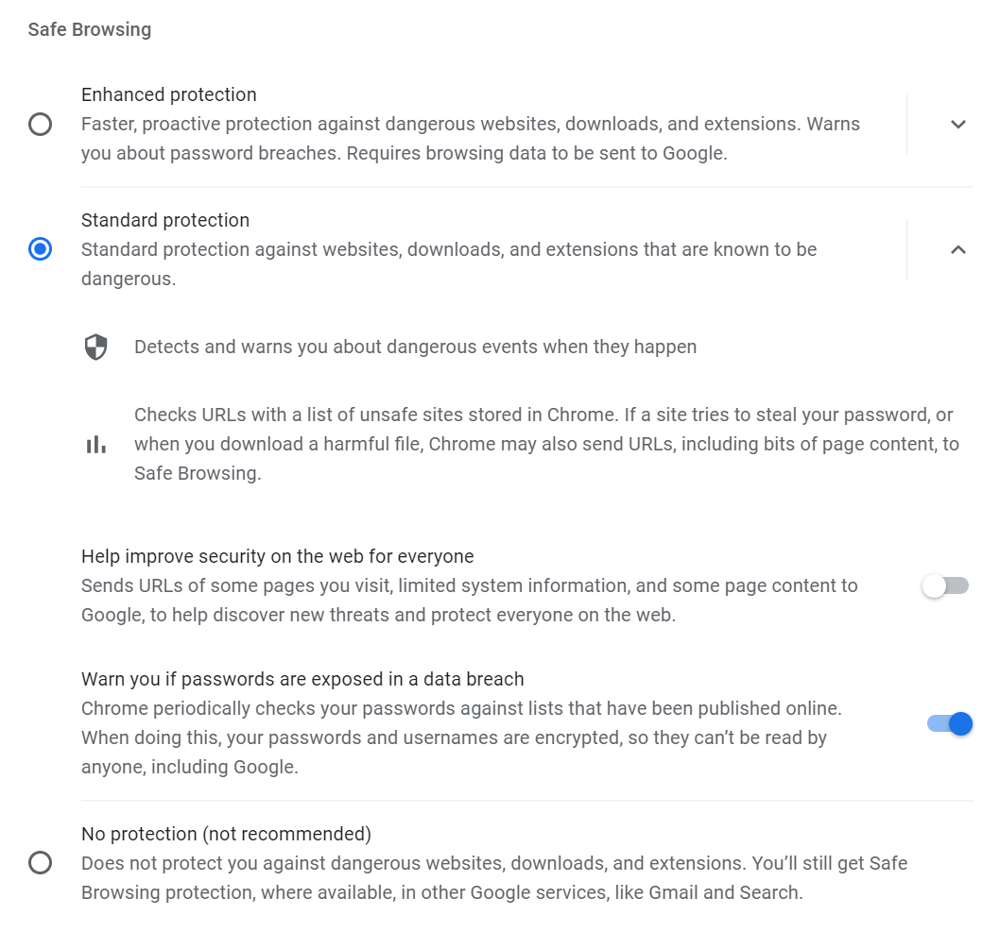 Safe Browsing
Enhanced protection
Faster, proactive protection against dangerous websites, downloads, and extensions. Warns
you about password breaches. Requires browsing data to be sent to Google.
Standard protection
Standard protection against websites, downloads, and extensions that are known to be
dangerous.
Detects and warns you about dangerous events when they happen
Checks URLs with a list of unsafe sites stored in Chrome. If a site tries to steal your password, or
when you download a harmful file, Chrome may also send URLs, including bits of page content, to
Safe Browsing.
Help improve security on the web for everyone
Sends URLs of some pages you visit, limited system information, and some page content to
Google, to help discover new threats and protect everyone on the web.
Warn you if passwords are exposed in a data breach
Chrome periodically checks your passwords against lists that have been published online.
When doing this, your passwords and usernames are encrypted, so they can’t be read by
anyone, including Google.
No protection (not recommended)
Does not protect you against dangerous websites, downloads, and extensions. You’ll still get Safe
Browsing protection, where available, in other Google services, like Gmail and Search.